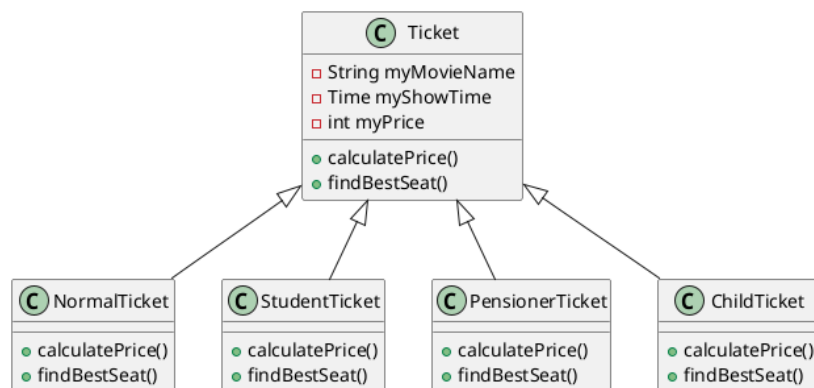 C Ticket
String myMovieName
Time myShowTime
int myPrice
calculatePrice()
findBestSeat()
C NormalTicket
calculatePrice()
findBestSeat()
C StudentTicket
calculatePrice()
findBestSeat()
C PensionerTicket
calculatePrice()
findBestSeat()
C ChildTicket
calculatePrice()
findBestSeat()